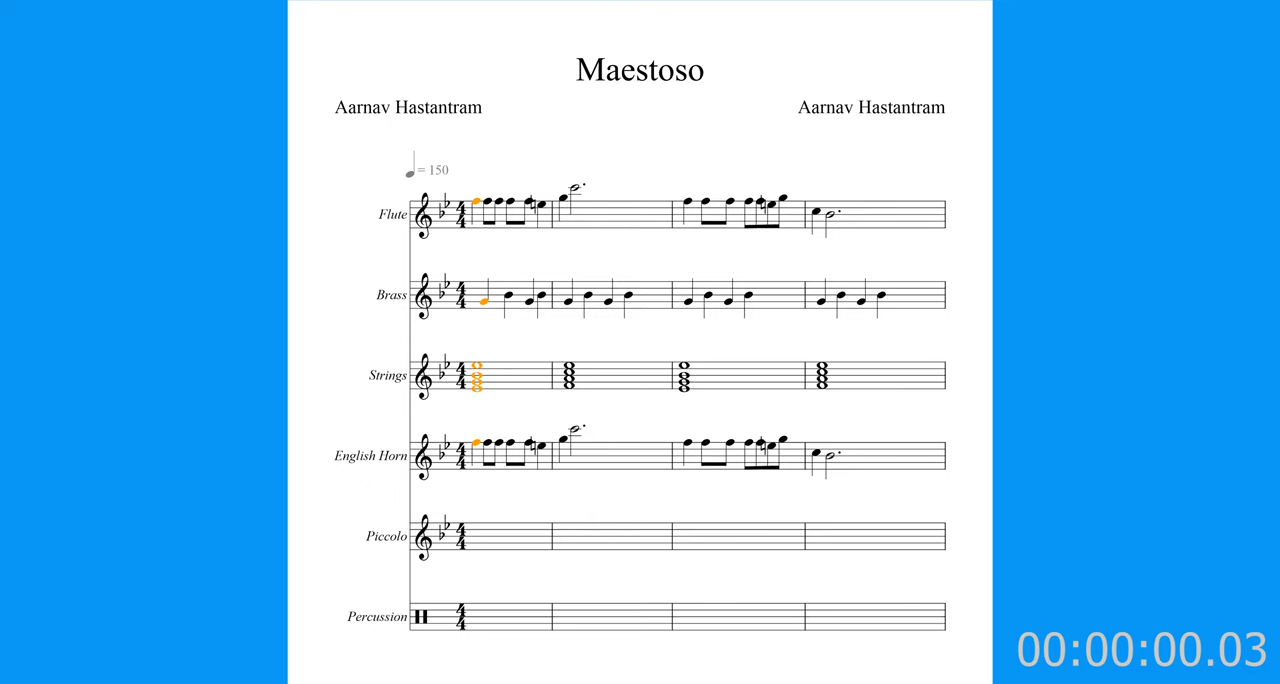 Maestoso
Aarnav Hastantram Aarnav Hastantram
= 150
Flute
Brass
Strings
English Horn
Piccolo
Percussion
00:00:00.03